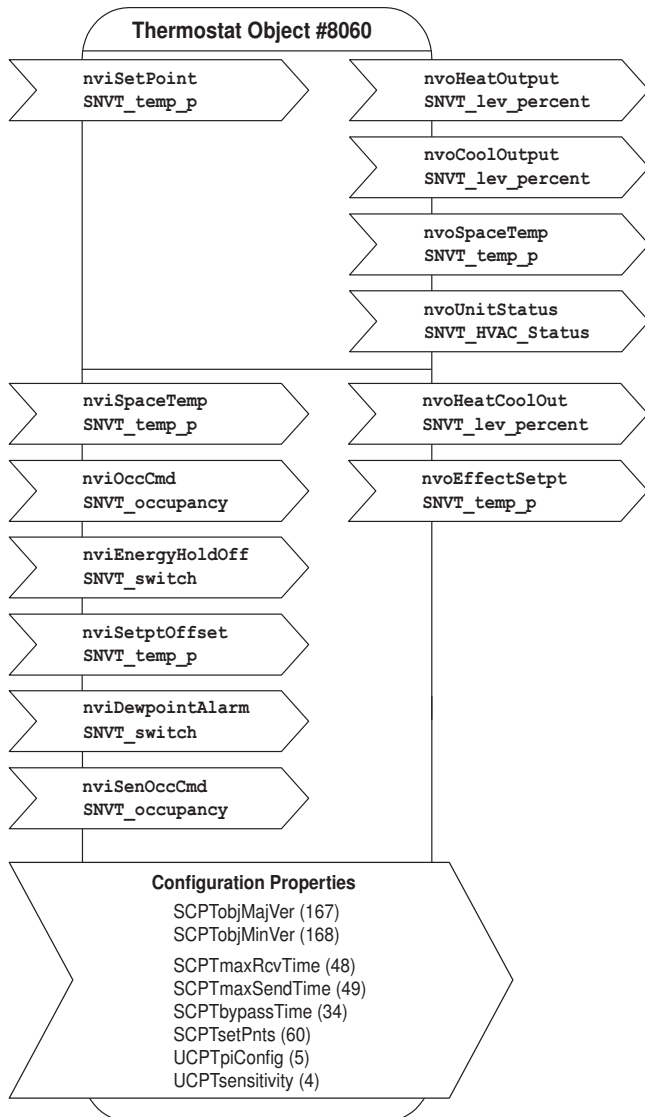 Thermostat Object #8060
nviSetPoint
SNVT_temp_p
nvoHeatOutput
SNVT_lev_percent
nvoCoolOutput
SNVT_lev_percent
nvoSpaceTemp
SNVT_temp_p
nvoUnitStatus
SNVT_HVAC_Status
nviSpaceTemp
SNVT_temp_p
nvoHeatCoolOut
SNVT_lev_percent
nviOccCmd
SNVT_occupancy
nvoEffectSetpt
SNVT_temp_p
nviEnergyHoldOff
SNVT_switch
nviSetptOffset
SNVT_temp_p
nviDewpointAlarm
SNVT_switch
nviSenOccCmd
SNVT_occupancy
Configuration Properties
SCPTobjMajVer (167)
SCPTobjMinVer (168)
SCPTmaxRcvTime (48)
SCPTmaxSendTime (49)
SCPTbypassTime (34)
SCPTsetPnts (60)
UCPTpiConfig (5)
UCPTsensitivity (4)